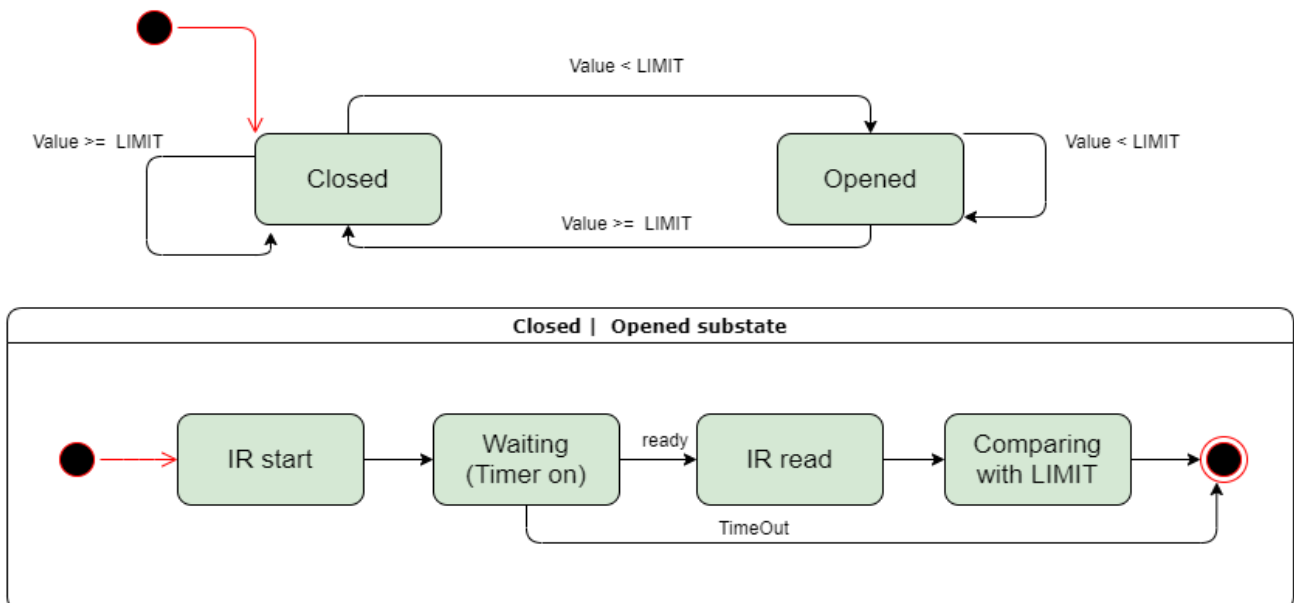 Value < LIMIT
Value >=  LIMIT
Value < LIMIT
Closed
Opened
Value >=  LIMIT
Closed |  Opened substate
IR start
Waiting
(Timer on)
ready
IR read
Comparing
with LIMIT
TimeOut